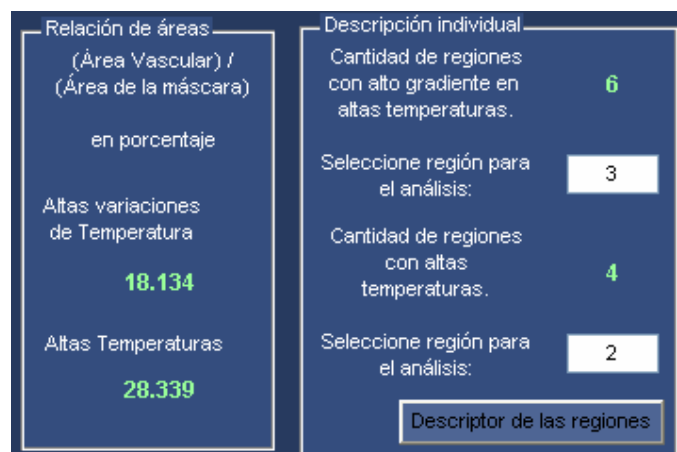 Relación de áreas
(Área Vascular) /
(Área de la máscara)
en porcentaje
Altas variaciones
de Temperatura
18.134
Altas Temperaturas
28.339
Descripción individual
Cantidad de regiones
con alto gradiente en
altas temperaturas.
6
Seleccione región para
el análisis:
3
Cantidad de regiones
con altas
temperaturas.
4
Seleccione región para
el análisis:
2
Descriptor de las regiones